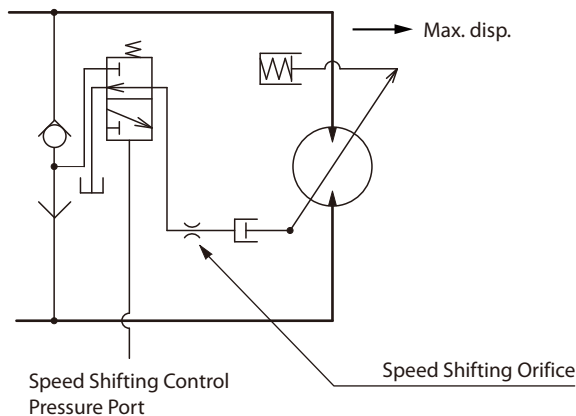 Max. disp.
Speed Shifting Orifice
Speed Shifting Control
Pressure Port